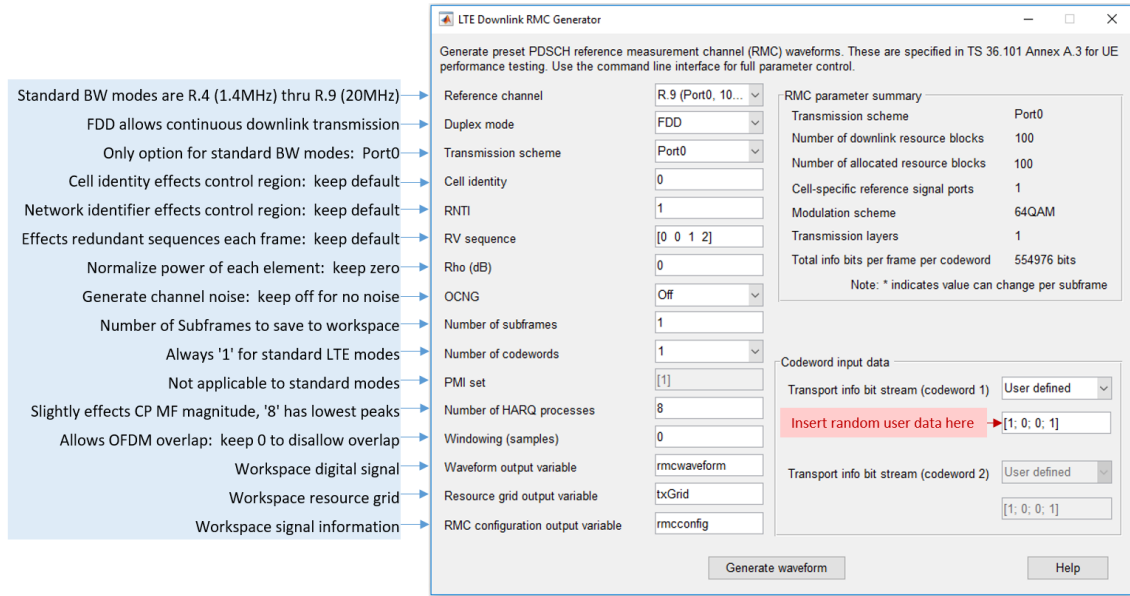 LTE Downlink RMC Generator
Generate preset PDSCH reference measurement channel (RMC) waveforms. These are specified in TS 36.101 Annex A.3 for UE
performance testing. Use the command line interface for full parameter control.
Standard BW modes are R.4 (1.4MHz) thru R.9 (20MHz)
Reference channel
R.9 (Port0, 10...
FDD allows continuous downlink transmission
Duplex mode
FDD
Only option for standard BW modes: Port0
Transmission scheme
Port0
Cell identity effects control region: keep default
Cell identity
0
Network identifier effects control region: keep default
RNTI
1
Effects redundant sequences each frame: keep default
RV sequence
[0 0 1 2]
Normalize power of each element: keep zero
Rho (dB)
0
Generate channel noise: keep off for no noise
OCNG
Off
Number of Subframes to save to workspace
Number of subframes
1
Always '1' for standard LTE modes
Number of codewords
1
Not applicable to standard modes
PMI set
[1]
Slightly effects CP MF magnitude, '8' has lowest peaks
Number of HARQ processes
8
Allows OFDM overlap: keep 0 to disallow overlap
Windowing (samples)
0
Workspace digital signal
Waveform output variable
rmcwaveform
Workspace resource grid
Resource grid output variable
txGrid
Workspace signal information
RMC configuration output variable
rmcconfig
RMC parameter summary
Transmission scheme Port0
Number of downlink resource blocks 100
Number of allocated resource blocks 100
Cell-specific reference signal ports 1
Modulation scheme 64QAM
Transmission layers 1
Total info bits per frame per codeword 554976 bits
Note: * indicates value can change per subframe
Codeword input data
Transport info bit stream (codeword 1) User defined
Insert random user data here
[1; 0; 0; 1]
Transport info bit stream (codeword 2) User defined
[1; 0; 0; 1]
Generate waveform
Help